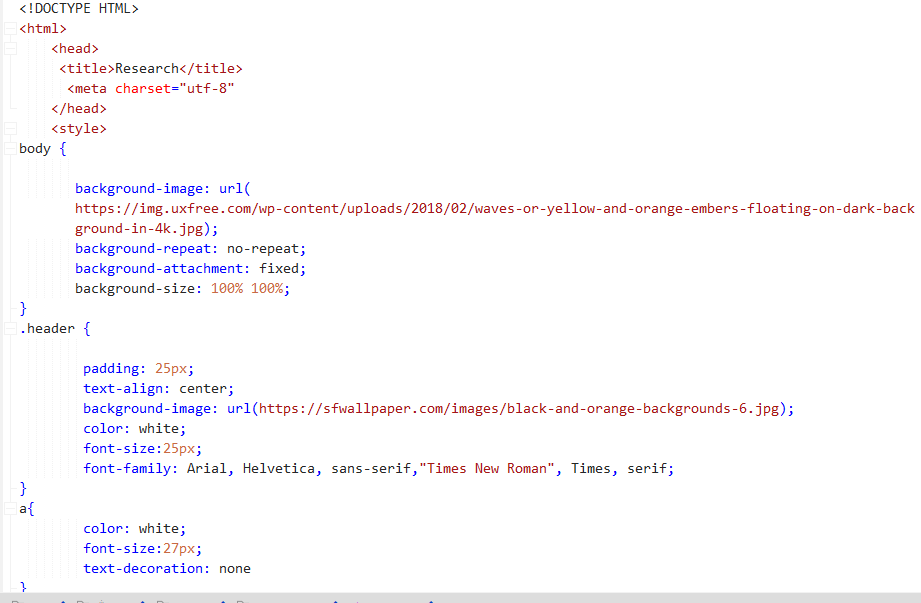 <!DOCTYPE HTML>
<html>
<head>
<title>Research</title>
<meta charset="utf-8"
</head>
<style>
body {
background-image: url(
https://img.uxfree.com/wp-content/uploads/2018/02/waves-or-yellow-and-orange-embers-floating-on-dark-back
ground-in-4k.jpg);
background-repeat: no-repeat;
background-attachment: fixed;
background-size: 100% 100%;
}
.header {
padding: 25px;
text-align: center;
background-image: url(https://sfwallpaper.com/images/black-and-orange-backgrounds-6.jpg);
color: white;
font-size:25px;
font-family: Arial, Helvetica, sans-serif,"Times New Roman", Times, serif;
}
a{
color: white;
font-size:27px;
text-decoration: none
}